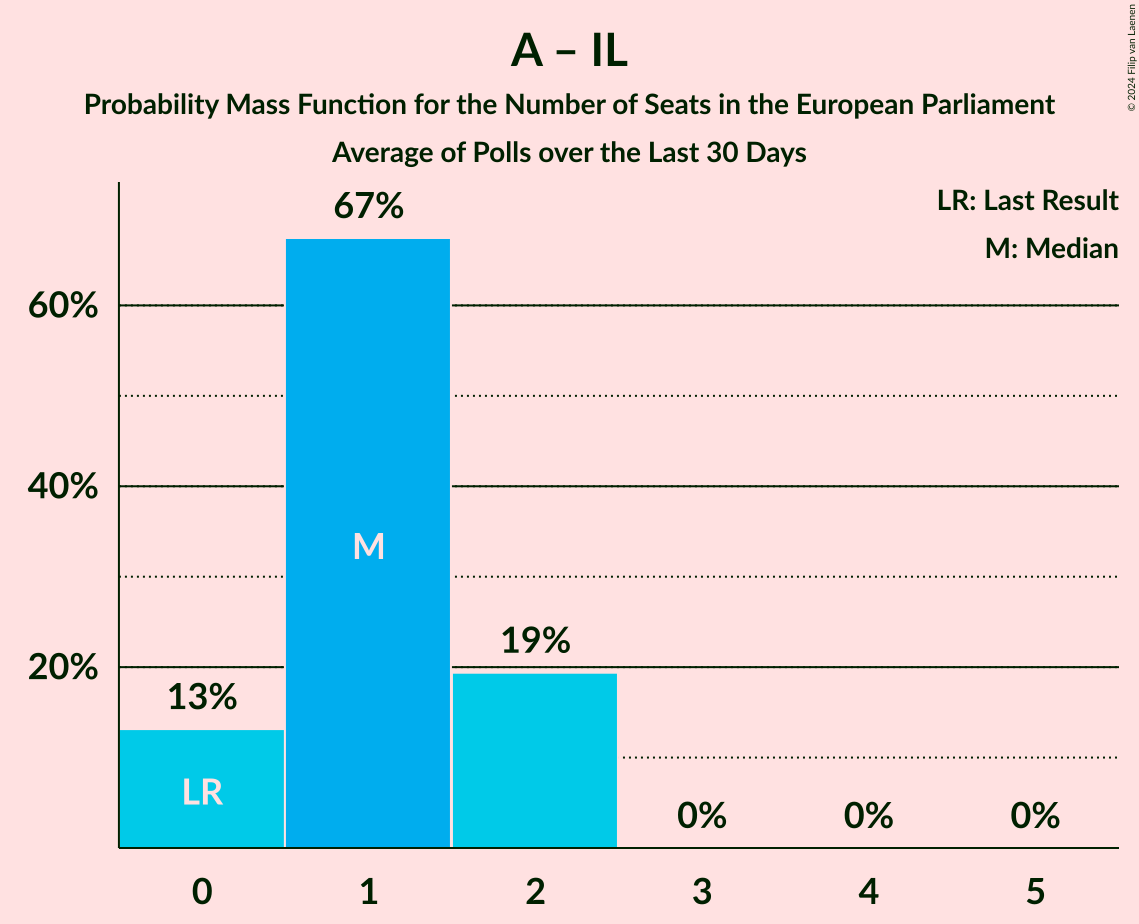 A – IL
Probability Mass Function for the Number of Seats in the European Parliament
Average of Polls over the Last 30 Days
© 2024 Filip van Laenen
LR: Last Result
M: Median
60%
40%
20%
13%
67%
19%
0%
0%
0%
LR
M
0
1
2
3
4
5